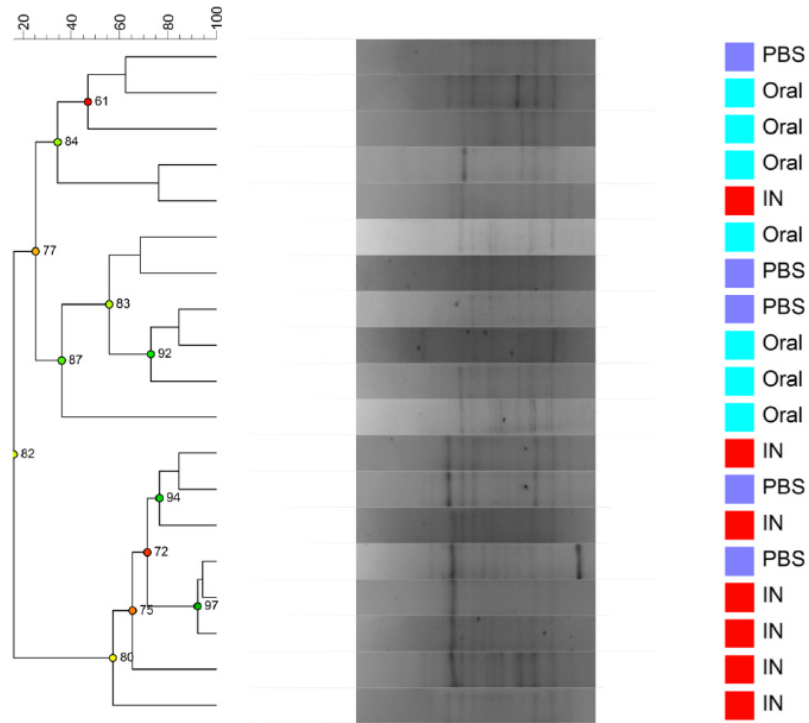 20 40 60 80 100
PBS
Oral
61
Oral
84
Oral
IN
Oral
77
PBS
83
PBS
92
Oral
87
Oral
Oral
82
IN
94
PBS
IN
72
PBS
97
IN
75
IN
80
IN
IN